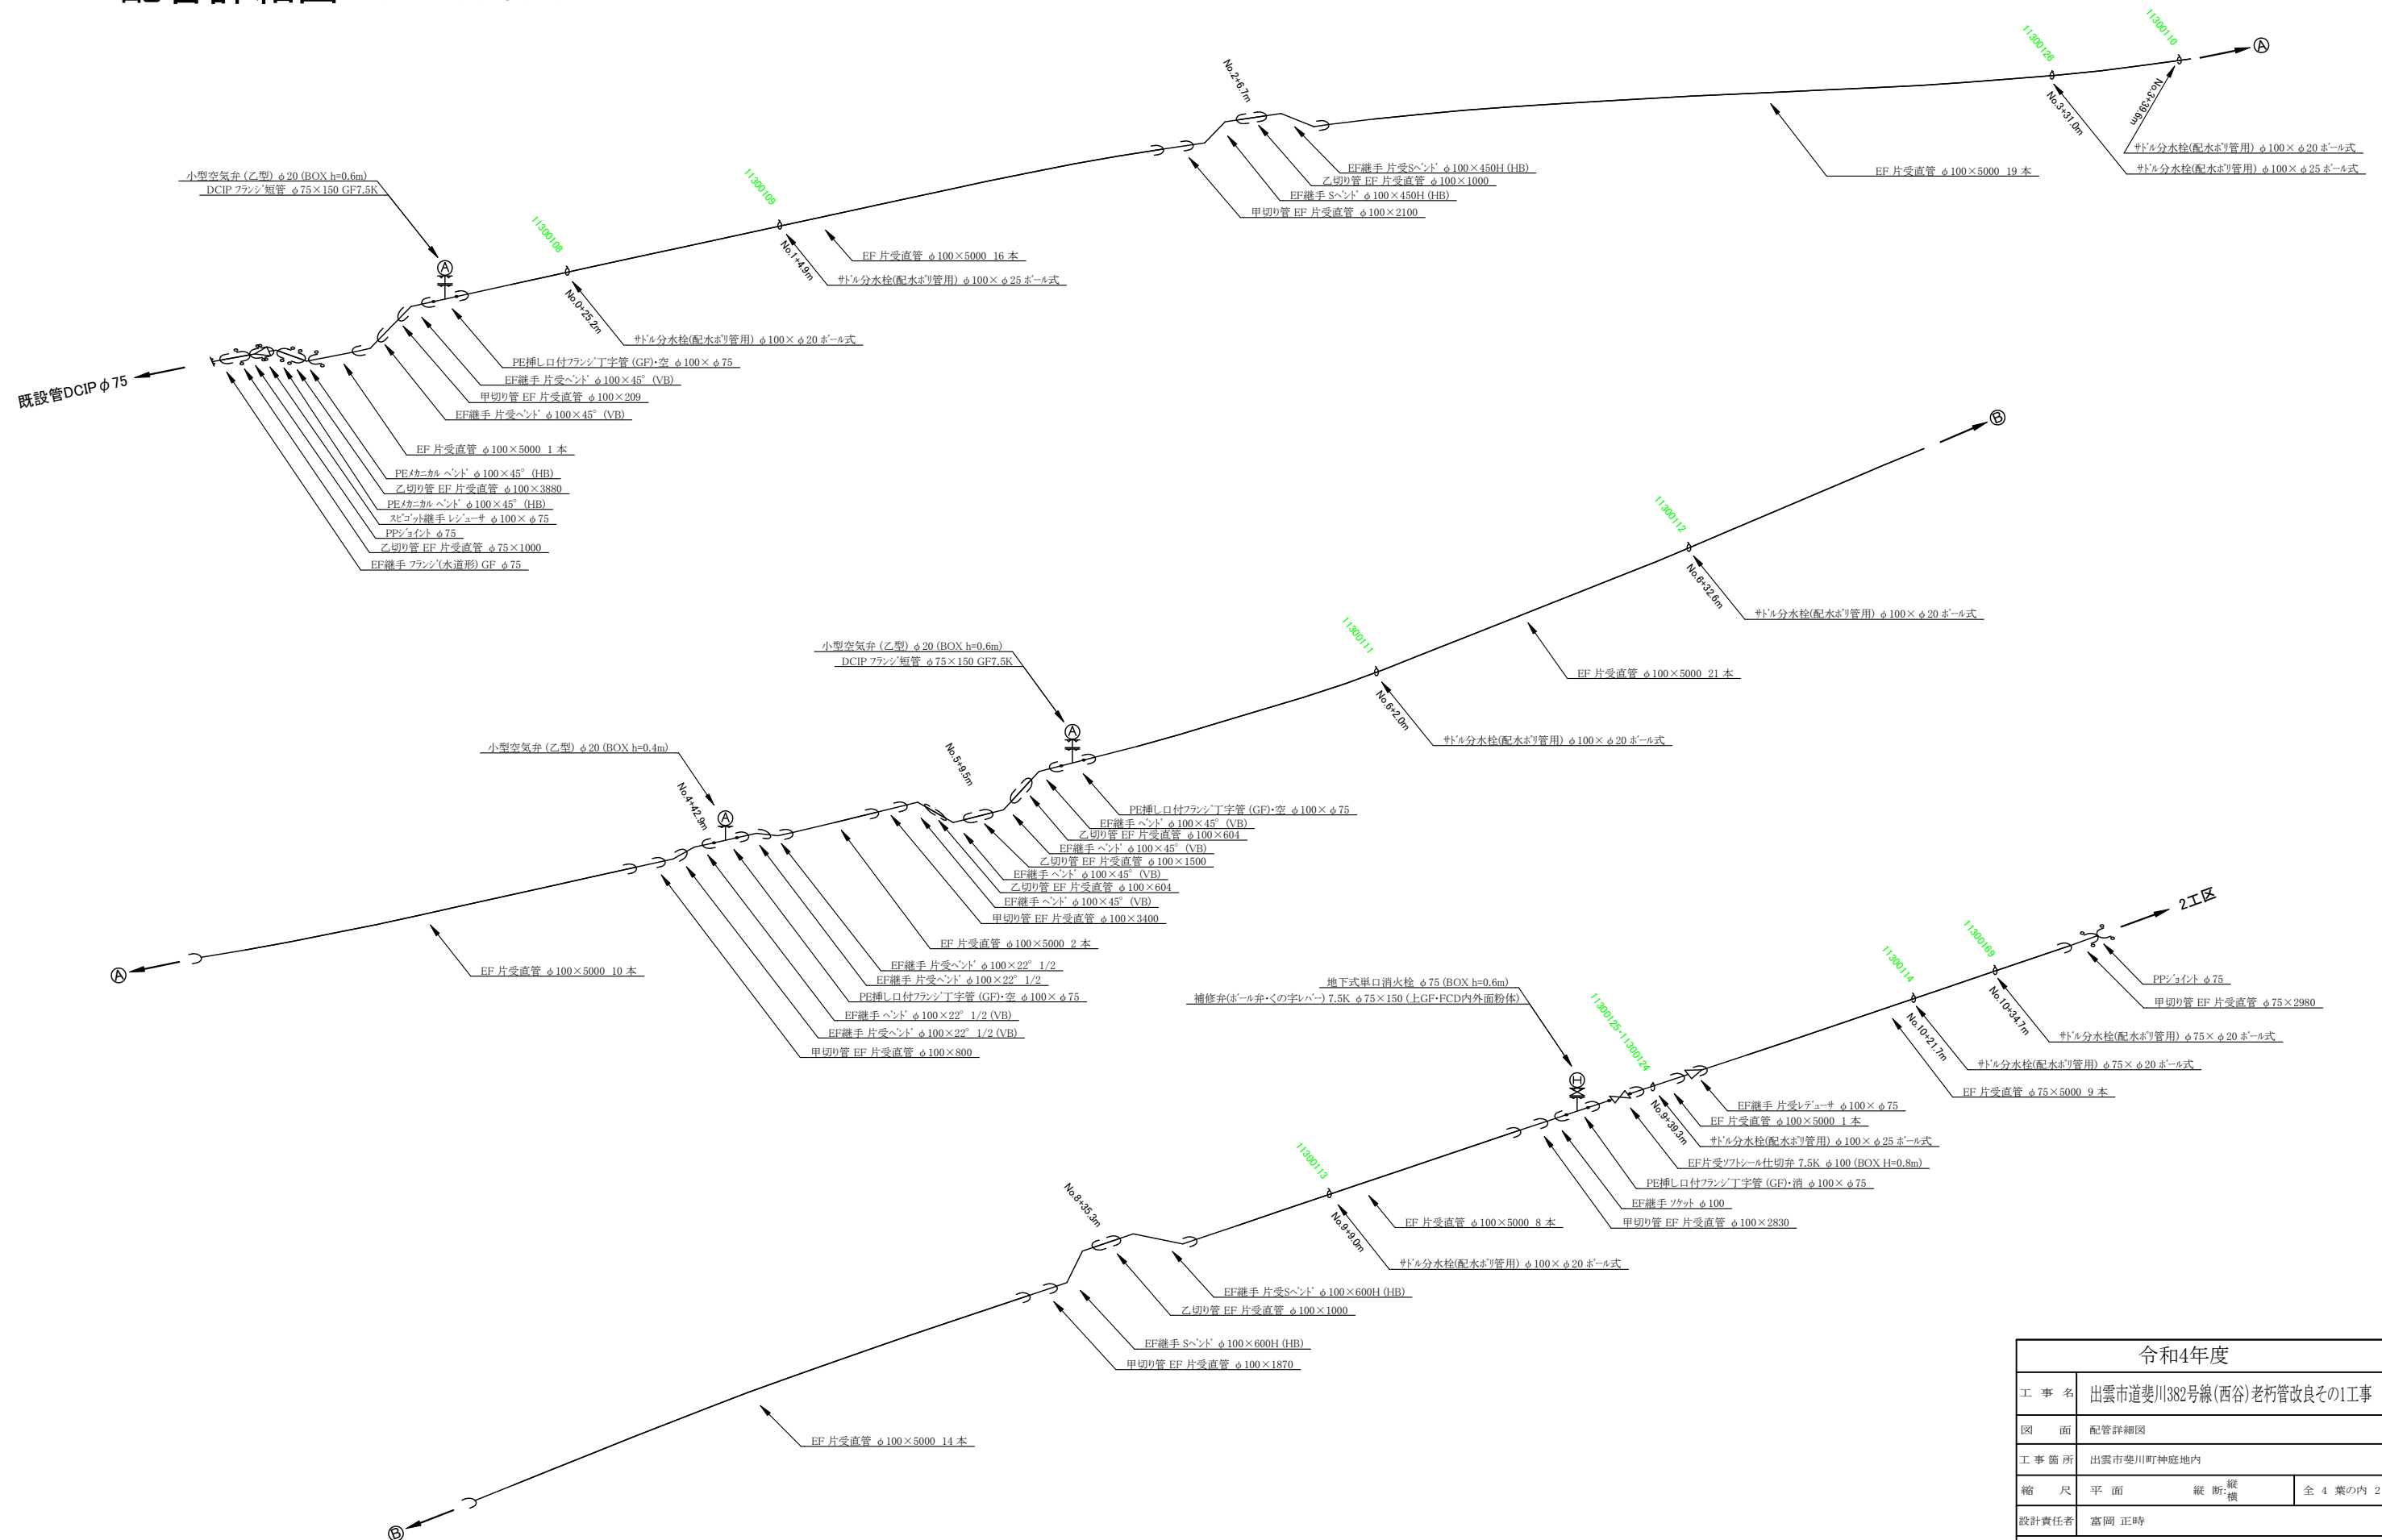 配管詳細図
11300110
11300126
A
No.2+6.7m
No.3+39.6m
No.3+31.0m
サドル分水栓(配水ポリ管用) φ100×φ20 ボール式
サドル分水栓(配水ポリ管用) φ100×φ25 ボール式
EF 片受直管 φ100×5000 19 本
EF継手 片受Sベンド φ100×450H (HB)
乙切り管 EF 片受直管 φ100×1000
EF継手 Sベンド φ100×450H (HB)
甲切り管 EF 片受直管 φ100×2100
小型空気弁 (乙型) φ20 (BOX h=0.6m)
DCIP フランジ短管 φ75×150 GF7.5K
11300109
11300108
A
No.1+4.9m
EF 片受直管 φ100×5000 16 本
サドル分水栓(配水ポリ管用) φ100×φ25 ボール式
No.0+25.2m
サドル分水栓(配水ポリ管用) φ100×φ20 ボール式
既設管DCIPφ75
PE挿し口付フランジ丁字管 (GF)・空 φ100×φ75
EF継手 片受ベンド φ100×45° (VB)
甲切り管 EF 片受直管 φ100×209
EF継手 片受ベンド φ100×45° (VB)
EF 片受直管 φ100×5000 1 本
PEメカニカル ベンド φ100×45° (HB)
乙切り管 EF 片受直管 φ100×3880
PEメカニカル ベンド φ100×45° (HB)
スピゴット継手 レジューサ φ100×φ75
PPジョイント φ75
乙切り管 EF 片受直管 φ75×1000
EF継手 フランジ(水道形) GF φ75
B
11300112
No.6+32.6m
サドル分水栓(配水ポリ管用) φ100×φ20 ボール式
11300111
小型空気弁 (乙型) φ20 (BOX h=0.6m)
DCIP フランジ短管 φ75×150 GF7.5K
EF 片受直管 φ100×5000 21 本
No.6+2.0m
サドル分水栓(配水ポリ管用) φ100×φ20 ボール式
A
小型空気弁 (乙型) φ20 (BOX h=0.4m)
No.5+9.5m
No.4+42.9m
A
PE挿し口付フランジ丁字管 (GF)・空 φ100×φ75
EF継手 ベンド φ100×45° (VB)
乙切り管 EF 片受直管 φ100×604
EF継手 ベンド φ100×45° (VB)
乙切り管 EF 片受直管 φ100×1500
EF継手 ベンド φ100×45° (VB)
乙切り管 EF 片受直管 φ100×604
EF継手 ベンド φ100×45° (VB)
甲切り管 EF 片受直管 φ100×3400
EF 片受直管 φ100×5000 2 本
EF継手 片受ベンド φ100×22° 1/2
EF継手 片受ベンド φ100×22° 1/2
PE挿し口付フランジ丁字管 (GF)・空 φ100×φ75
EF継手 ベンド φ100×22° 1/2 (VB)
EF継手 片受ベンド φ100×22° 1/2 (VB)
甲切り管 EF 片受直管 φ100×800
A
EF 片受直管 φ100×5000 10 本
2工区
11300169
11300114
PPジョイント φ75
甲切り管 EF 片受直管 φ75×2980
No.10+34.7m
サドル分水栓(配水ポリ管用) φ75×φ20 ボール式
No.10+21.7m
サドル分水栓(配水ポリ管用) φ75×φ20 ボール式
EF 片受直管 φ75×5000 9 本
地下式単口消火栓 φ75 (BOX h=0.6m)
補修弁(ボール弁・くの字レバー) 7.5K φ75×150 (上GF・FCD内外面粉体)
11300125-11300124
H
EF継手 片受レデューサ φ100×φ75
EF 片受直管 φ100×5000 1 本
No.9+39.3m
サドル分水栓(配水ポリ管用) φ100×φ25 ボール式
EF片受ソフトシール仕切弁 7.5K φ100 (BOX H=0.8m)
PE挿し口付フランジ丁字管 (GF)・消 φ100×φ75
EF継手 ソケット φ100
甲切り管 EF 片受直管 φ100×2830
11300113
No.8+35.3m
No.9+9.0m
EF 片受直管 φ100×5000 8 本
サドル分水栓(配水ポリ管用) φ100×φ20 ボール式
EF継手 片受Sベンド φ100×600H (HB)
乙切り管 EF 片受直管 φ100×1000
EF継手 Sベンド φ100×600H (HB)
甲切り管 EF 片受直管 φ100×1870
EF 片受直管 φ100×5000 14 本
B
令和4年度
工事名 出雲市道斐川382号線(西谷)老朽管改良その1工事
図面 配管詳細図
工事箇所 出雲市斐川町神庭地内
縮尺 平面 縦断:縦 横 全 4 葉の内 2
設計責任者 富岡 正時